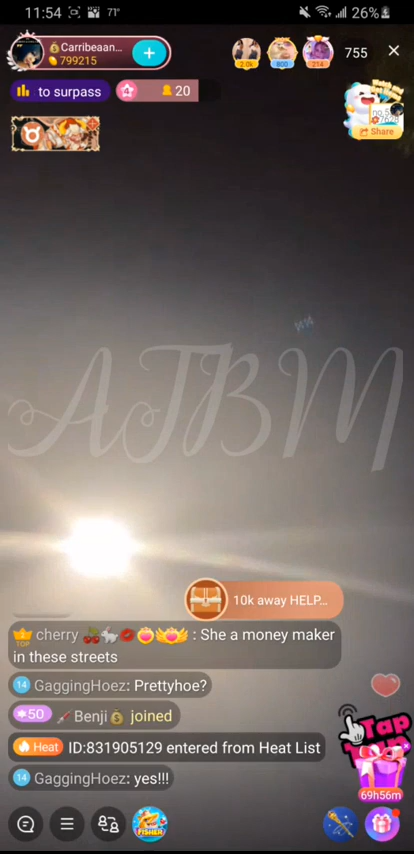 11:54 71° 26%
Carribeaan...
799215
2.0k 800 214 755
to surpass 20
Share
10k away HELP...
AJBM
TOP cherry : She a money maker
in these streets
14 GaggingHoez: Prettyhoe?
50 Benji joined
Heat ID:831905129 entered from Heat List
14 GaggingHoez: yes!!!
Tap
69h56m
FISHER